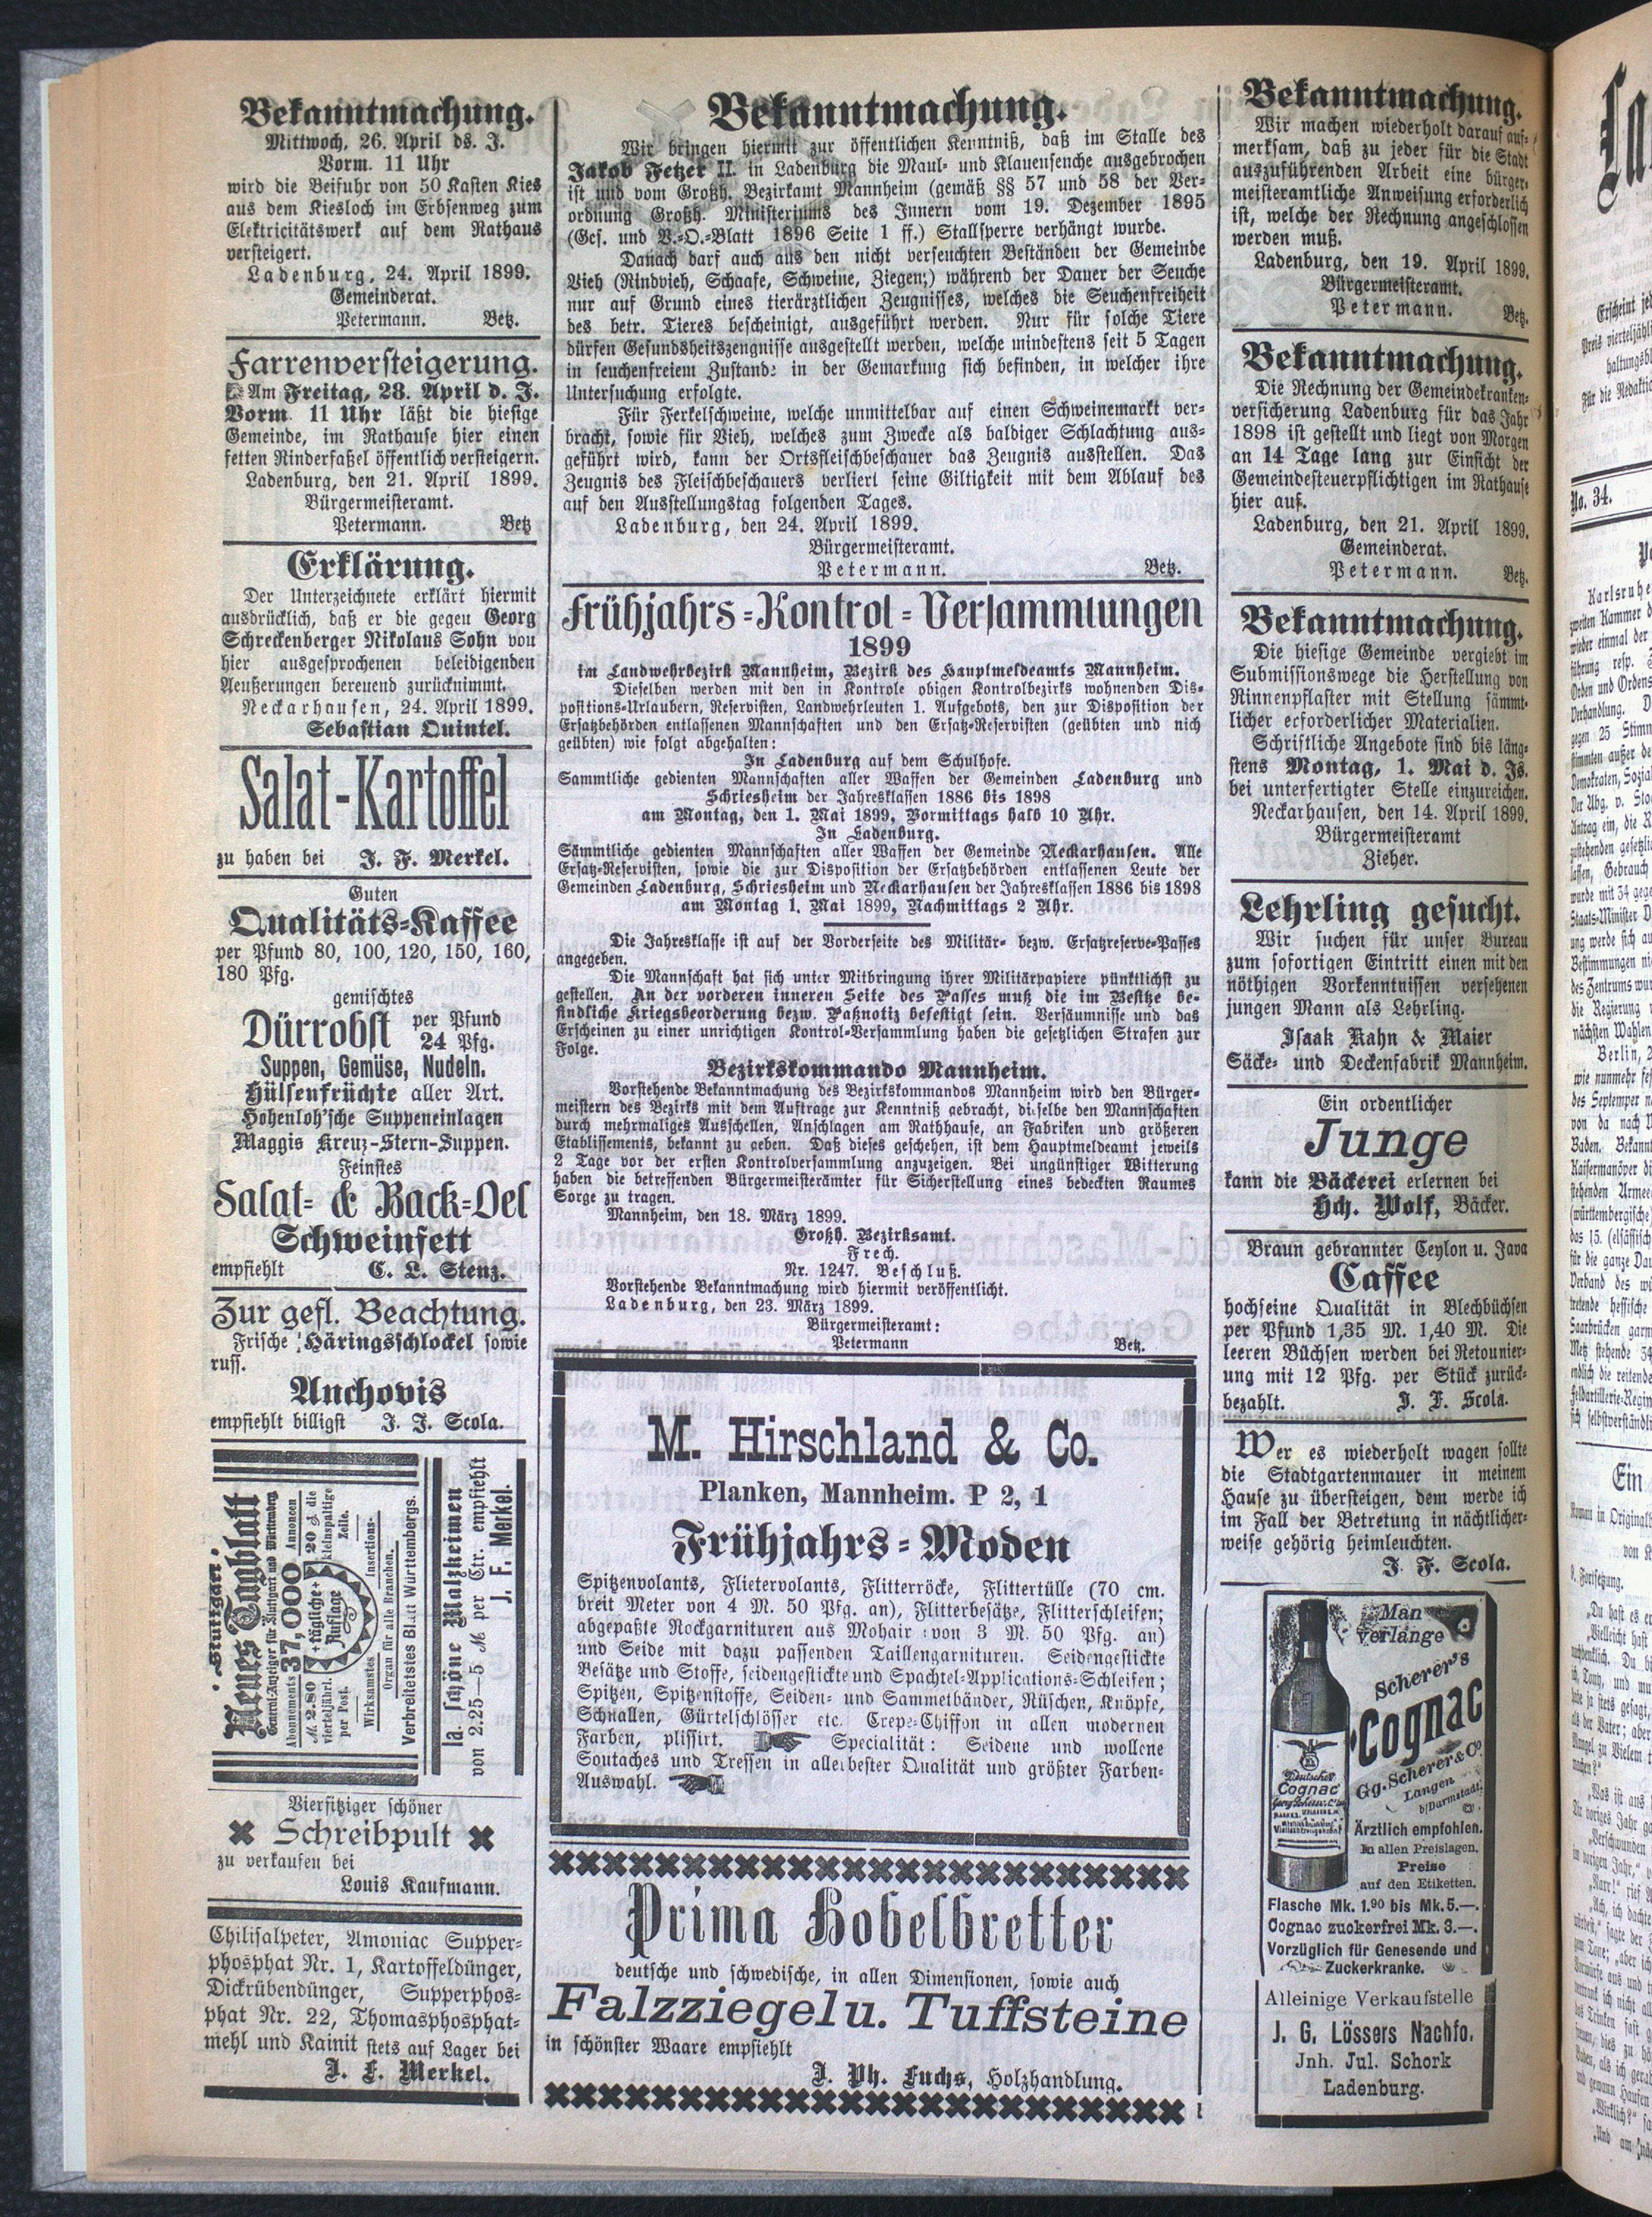 Bekanntmachung.
Mittwoch, 26. April ds. J.
Vorm. 11 Uhr
wird die Beifuhr von 50 Kasten Kies
aus dem Kiesloch im Erbsenweg zum
Elektricitätswerk auf dem Rathaus
versteigert.
Ladenburg, 24. April 1899.
Gemeinderat.
Petermann. Betz.
Farrenversteigerung.
Am Freitag, 28. April d. J.
Vorm. 11 Uhr läßt die hiesige
Gemeinde, im Rathause hier einen
fetten Rinderfaßel öffentlich versteigern.
Ladenburg, den 21. April 1899.
Bürgermeisteramt.
Petermann. Betz
Erklärung.
Der Unterzeichnete erklärt hiermit
ausdrücklich, daß er die gegen Georg
Schreckenberger Nikolaus Sohn von
hier ausgesprochenen beleidigenden
Aeußerungen bereuend zurücknimmt.
Neckarhausen, 24. April 1899.
Sebastian Quintel.
Salat-Kartoffel
zu haben bei J. F. Merkel.
Guten
Qualitäts-Kaffee
per Pfund 80, 100, 120, 150, 160,
180 Pfg.
gemischtes
Dürrobst per Pfund
24 Pfg.
Suppen, Gemüse, Nudeln.
Hülsenfrüchte aller Art.
Hohenloh'sche Suppeneinlagen
Maggis Kreuz-Stern-Suppen.
Feinstes
Salat- & Back-Oel
Schweinfett
empfiehlt C. L. Stenz.
Zur gefl. Beachtung.
Frische Häringsschlockel sowie
russ.
Anchovis
empfiehlt billigst J. J. Scola.
Stuttgart.
Neues Tagblatt
General-Anzeiger für Stuttgart und Württemberg.
Abonnements 37,000 Annoncen
M. 2.80 tägliche 20 ₰ die
vierteljährl. Auflage kleinspaltige
per Post. Zeile.
Wirksamstes Insertions-
Organ für alle Branchen.
Verbreitetstes Blatt Württembergs.
Ia. schöne Malzkeimen
von 2.25—5 M per Ctr. empfiehlt
J. F. Merkel.
Viersitziger schöner
Schreibpult
zu verkaufen bei
Louis Kaufmann.
Chilisalpeter, Amoniac Supper-
phosphat Nr. 1, Kartoffeldünger,
Dickrübendünger, Supperphos-
phat Nr. 22, Thomasphosphat-
mehl und Kainit stets auf Lager bei
J. F. Merkel.
Bekanntmachung.
Wir bringen hiermit zur öffentlichen Kenntniß, daß im Stalle des
Jakob Fetzer II. in Ladenburg die Maul- und Klauenseuche ausgebrochen
ist und vom Großh. Bezirkamt Mannheim (gemäß §§ 57 und 58 der Ver-
ordnung Großh. Ministeriums des Innern vom 19. Dezember 1895
(Ges. und V.-O.-Blatt 1896 Seite 1 ff.) Stallsperre verhängt wurde.
Danach darf auch aus den nicht verseuchten Beständen der Gemeinde
Vieh (Rindvieh, Schaafe, Schweine, Ziegen,) während der Dauer der Seuche
nur auf Grund eines tierärztlichen Zeugnisses, welches die Seuchenfreiheit
des betr. Tieres bescheinigt, ausgeführt werden. Nur für solche Tiere
dürfen Gesundsheitszengnisse ausgestellt werden, welche mindestens seit 5 Tagen
in seuchenfreiem Zustande in der Gemarkung sich befinden, in welcher ihre
Untersuchung erfolgte.
Für Ferkelschweine, welche unmittelbar auf einen Schweinemarkt ver-
bracht, sowie für Vieh, welches zum Zwecke als baldiger Schlachtung aus-
geführt wird, kann der Ortsfleischbeschauer das Zeugnis ausstellen. Das
Zeugnis des Fleischbeschauers verliert seine Giltigkeit mit dem Ablauf des
auf den Ausstellungstag folgenden Tages.
Ladenburg, den 24. April 1899.
Bürgermeisteramt.
Petermann. Betz.
Frühjahrs-Kontrol-Versammlungen
1899
im Landwehrbezirk Mannheim, Bezirk des Hauptmeldeamts Mannheim.
Dieselben werden mit den in Kontrole obigen Kontrolbezirks wohnenden Dis-
positions-Urlaubern, Reservisten, Landwehrleuten 1. Aufgebots, den zur Disposition der
Ersatzbehörden entlassenen Mannschaften und den Ersatz-Reservisten (geübten und nich
geübten) wie folgt abgehalten:
In Ladenburg auf dem Schulhofe.
Sammtliche gedienten Mannschaften aller Waffen der Gemeinden Ladenburg und
Schriesheim der Jahresklassen 1886 bis 1898
am Montag, den 1. Mai 1899, Vormittags halb 10 Uhr.
In Ladenburg.
Sämmtliche gedienten Mannschaften aller Waffen der Gemeinde Neckarhausen. Alle
Ersatz-Reservisten, sowie die zur Disposition der Ersatzbehörden entlassenen Leute der
Gemeinden Ladenburg, Schriesheim und Neckarhausen der Jahresklassen 1886 bis 1898
am Montag 1. Mai 1899, Nachmittags 2 Uhr.
Die Jahresklasse ist auf der Vorderseite des Militär- bezw. Ersatzreserve-Passes
angegeben.
Die Mannschaft hat sich unter Mitbringung ihrer Militärpapiere pünktlichst zu
gestellen. An der vorderen inneren Seite des Passes muß die im Besitze be-
findliche Kriegsbeorderung bezw. Paßnotiz befestigt sein. Versäumnisse und das
Erscheinen zu einer unrichtigen Kontrol-Versammlung haben die gesetzlichen Strafen zur
Folge.
Bezirkskommando Mannheim.
Vorstehende Bekanntmachung des Bezirkskommandos Mannheim wird den Bürger-
meistern des Bezirks mit dem Auftrage zur Kenntniß gebracht, dieselbe den Mannschaften
durch mehrmaliges Ausschellen, Anschlagen am Rathhause, an Fabriken und größeren
Etablissements, bekannt zu geben. Daß dieses geschehen, ist dem Hauptmeldeamt jeweils
2 Tage vor der ersten Kontrolversammlung anzuzeigen. Bei ungünstiger Witterung
haben die betreffenden Bürgermeisterämter für Sicherstellung eines bedeckten Raumes
Sorge zu tragen.
Mannheim, den 18. März 1899.
Großh. Bezirksamt.
Frech.
Nr. 1247. Beschluß.
Vorstehende Bekanntmachung wird hiermit veröffentlicht.
Ladenburg, den 23. März 1899.
Bürgermeisteramt:
Petermann Betz.
M. Hirschland & Co.
Planken, Mannheim. P 2, 1
Frühjahrs-Moden
Spitzenvolants, Flietervolants, Flitterröcke, Flittertülle (70 cm.
breit Meter von 4 M. 50 Pfg. an), Flitterbesätze, Flitterschleifen;
abgepaßte Rockgarnituren aus Mohair (von 3 M. 50 Pfg. an)
und Seide mit dazu passenden Taillengarnituren. Seidengestickte
Besätze und Stoffe, seidengestickte und Spachtel-Applications-Schleifen;
Spitzen, Spitzenstoffe, Seiden- und Sammetbänder, Rüschen, Knöpfe,
Schnallen, Gürtelschlösser etc. Crepe-Chiffon in allen modernen
Farben, plissirt. Specialität: Seidene und wollene
Soutaches und Tressen in allerbester Qualität und größter Farben-
Auswahl.
Prima Hobelbretter
deutsche und schwedische, in allen Dimensionen, sowie auch
Falzziegel u. Tuffsteine
in schönster Waare empfiehlt
J. Ph. Fuchs, Holzhandlung.
Bekanntmachung.
Wir machen wiederholt darauf auf-
merksam, daß zu jeder für die Stadt
auszuführenden Arbeit eine bürger-
meisteramtliche Anweisung erforderlich
ist, welche der Rechnung angeschlossen
werden muß.
Ladenburg, den 19. April 1899.
Bürgermeisteramt.
Petermann. Betz.
Bekanntmachung.
Die Rechnung der Gemeindekranken-
versicherung Ladenburg für das Jahr
1898 ist gestellt und liegt von Morgen
an 14 Tage lang zur Einsicht der
Gemeindesteuerpflichtigen im Rathause
hier auf.
Ladenburg, den 21. April 1899.
Gemeinderat.
Petermann. Betz.
Bekanntmachung.
Die hiesige Gemeinde vergiebt im
Submissionswege die Herstellung von
Rinnenpflaster mit Stellung sämmt-
licher erforderlicher Materialien.
Schriftliche Angebote sind bis läng-
stens Montag, 1. Mai d. Js.
bei unterfertigter Stelle einzureichen.
Neckarhausen, den 14. April 1899.
Bürgermeisteramt
Zieher.
Lehrling gesucht.
Wir suchen für unser Bureau
zum sofortigen Eintritt einen mit den
nöthigen Vorkenntnissen versehenen
jungen Mann als Lehrling.
Isaak Kahn & Maier
Säcke- und Deckenfabrik Mannheim.
Ein ordentlicher
Junge
kann die Bäckerei erlernen bei
Hch. Wolf, Bäcker.
Braun gebrannter Ceylon u. Java
Caffee
hochfeine Qualität in Blechbüchsen
per Pfund 1,35 M. 1,40 M. Die
leeren Büchsen werden bei Retounier-
ung mit 12 Pfg. per Stück zurück-
bezahlt. J. F. Scola.
Wer es wiederholt wagen sollte
die Stadtgartenmauer in meinem
Hause zu übersteigen, dem werde ich
im Fall der Betretung in nächtlicher-
weise gehörig heimleuchten.
J. F. Scola.
Man
verlange
Scherer's
Cognac
Gg. Scherer & Co.
Langen
b/Darmstadt.
Deutscher
Cognac
Ärztlich empfohlen.
In allen Preislagen.
Preise
auf den Etiketten.
Flasche Mk. 1.90 bis Mk. 5.—.
Cognac zuckerfrei Mk. 3.—.
Vorzüglich für Genesende und
Zuckerkranke.
Alleinige Verkaufstelle
J. G. Lössers Nachfo.
Jnh. Jul. Schork
Ladenburg.
No. 34.